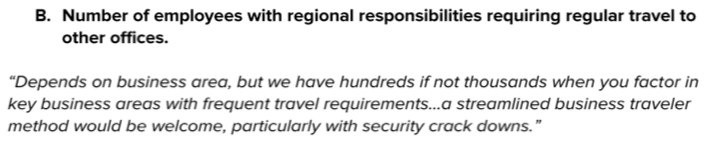 B. Number of employees with regional responsibilities requiring regular travel to
other offices.
“Depends on business area, but we have hundreds if not thousands when you factor in
key business areas with frequent travel requirements...a streamlined business traveler
method would be welcome, particularly with security crack downs.”